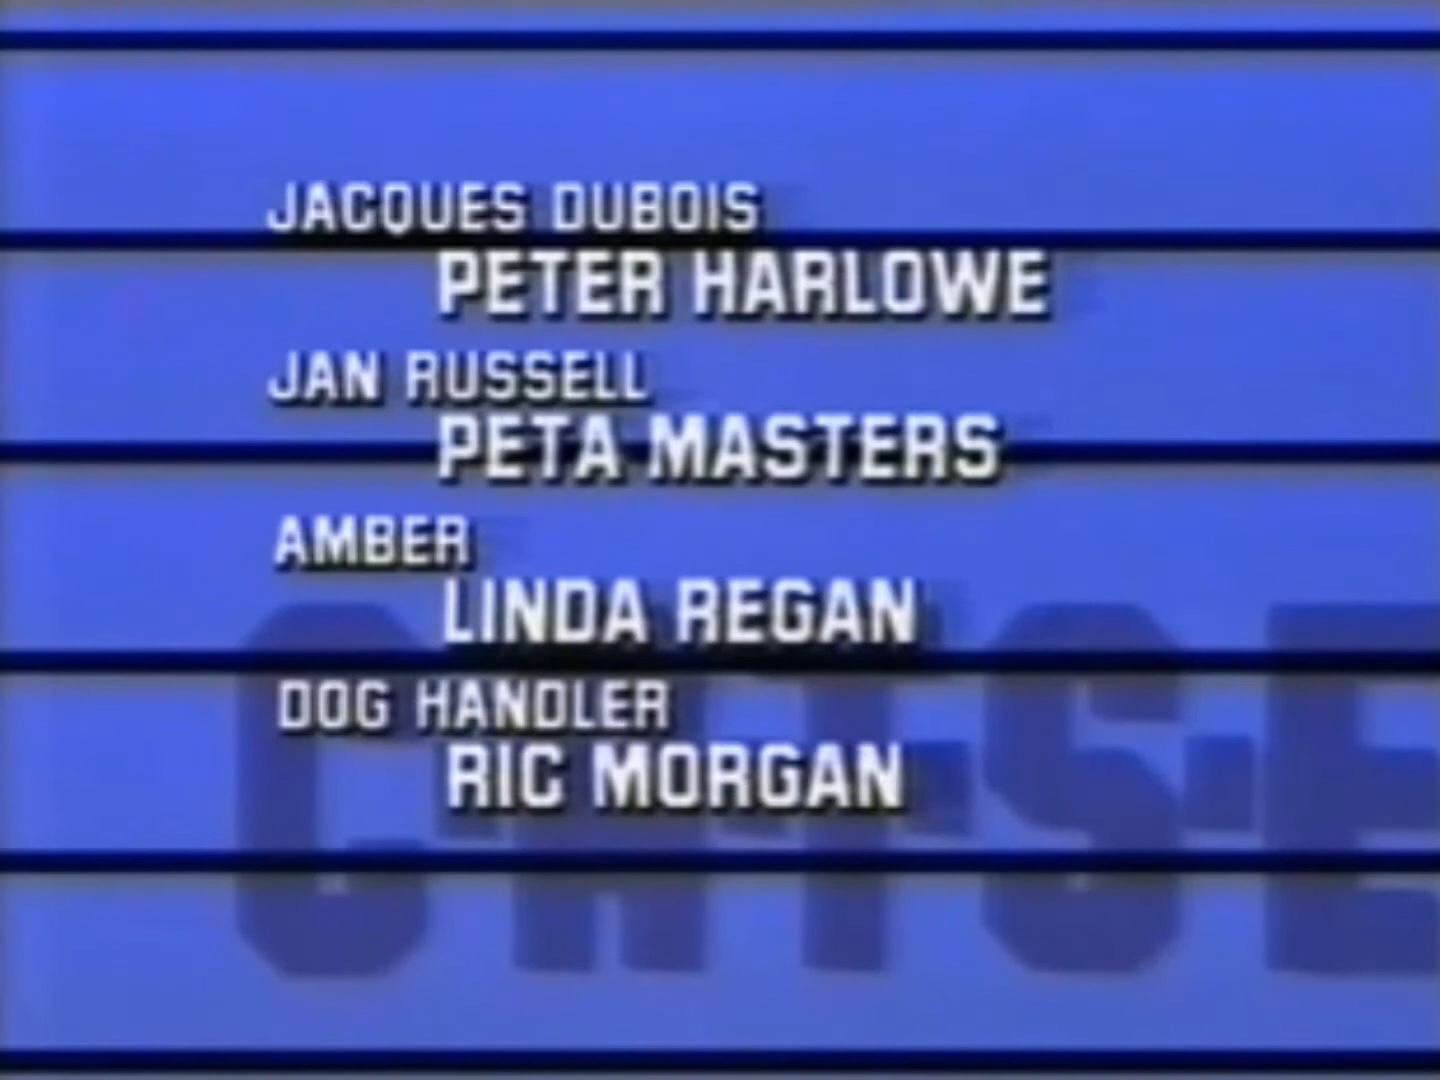 JACQUES DUBOIS
PETER HARLOWE
JAN RUSSELL
PETA MASTERS
AMBER
LINDA REGAN
DOG HANDLER
RIC MORGAN